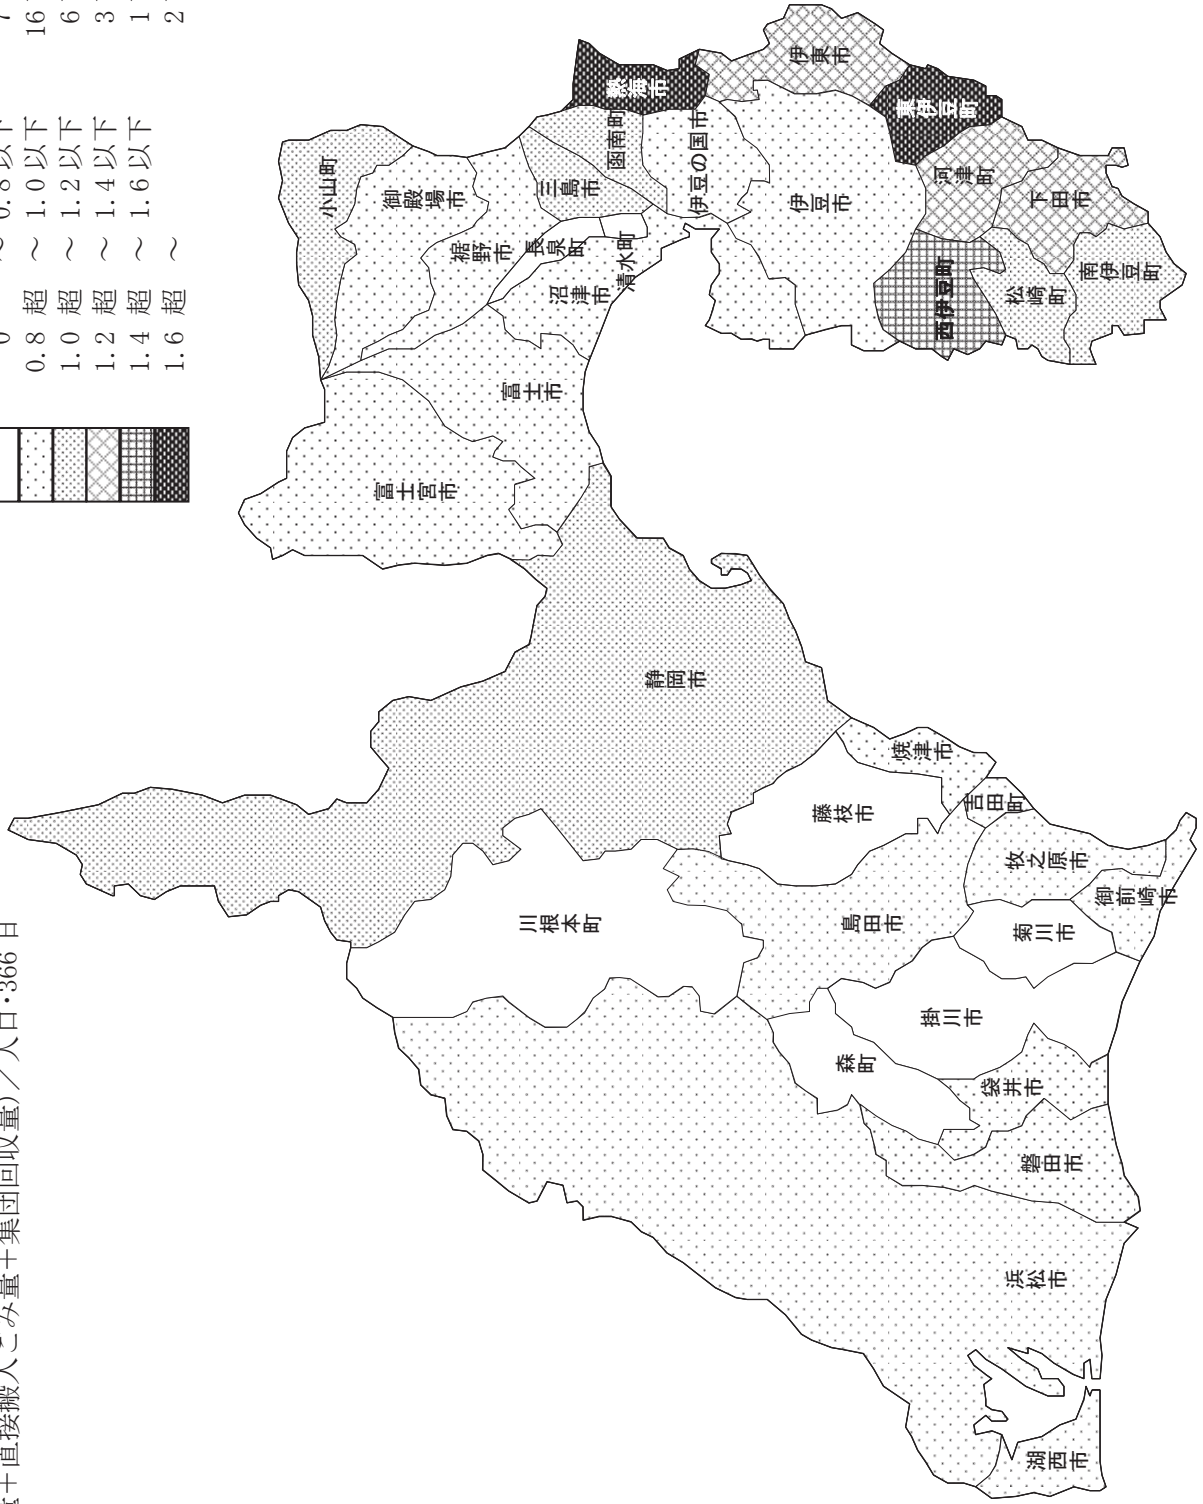 量＋直接搬入ごみ量＋集団回収量）／人口・366日
0 ～ 0.8以下 7
0.8 超 ～ 1.0以下 16
1.0 超 ～ 1.2以下 6
1.2 超 ～ 1.4以下 3
1.4 超 ～ 1.6以下 1
1.6 超 ～ 2
小山町
御殿場市
裾野市
長泉町
三島市
函南町
熱海市
清水町
沼津市
伊豆の国市
伊東市
伊豆市
東伊豆町
河津町
下田市
西伊豆町
松崎町
南伊豆町
富士市
富士宮市
静岡市
焼津市
藤枝市
吉田町
牧之原市
御前崎市
島田市
川根本町
菊川市
掛川市
森町
袋井市
磐田市
浜松市
湖西市